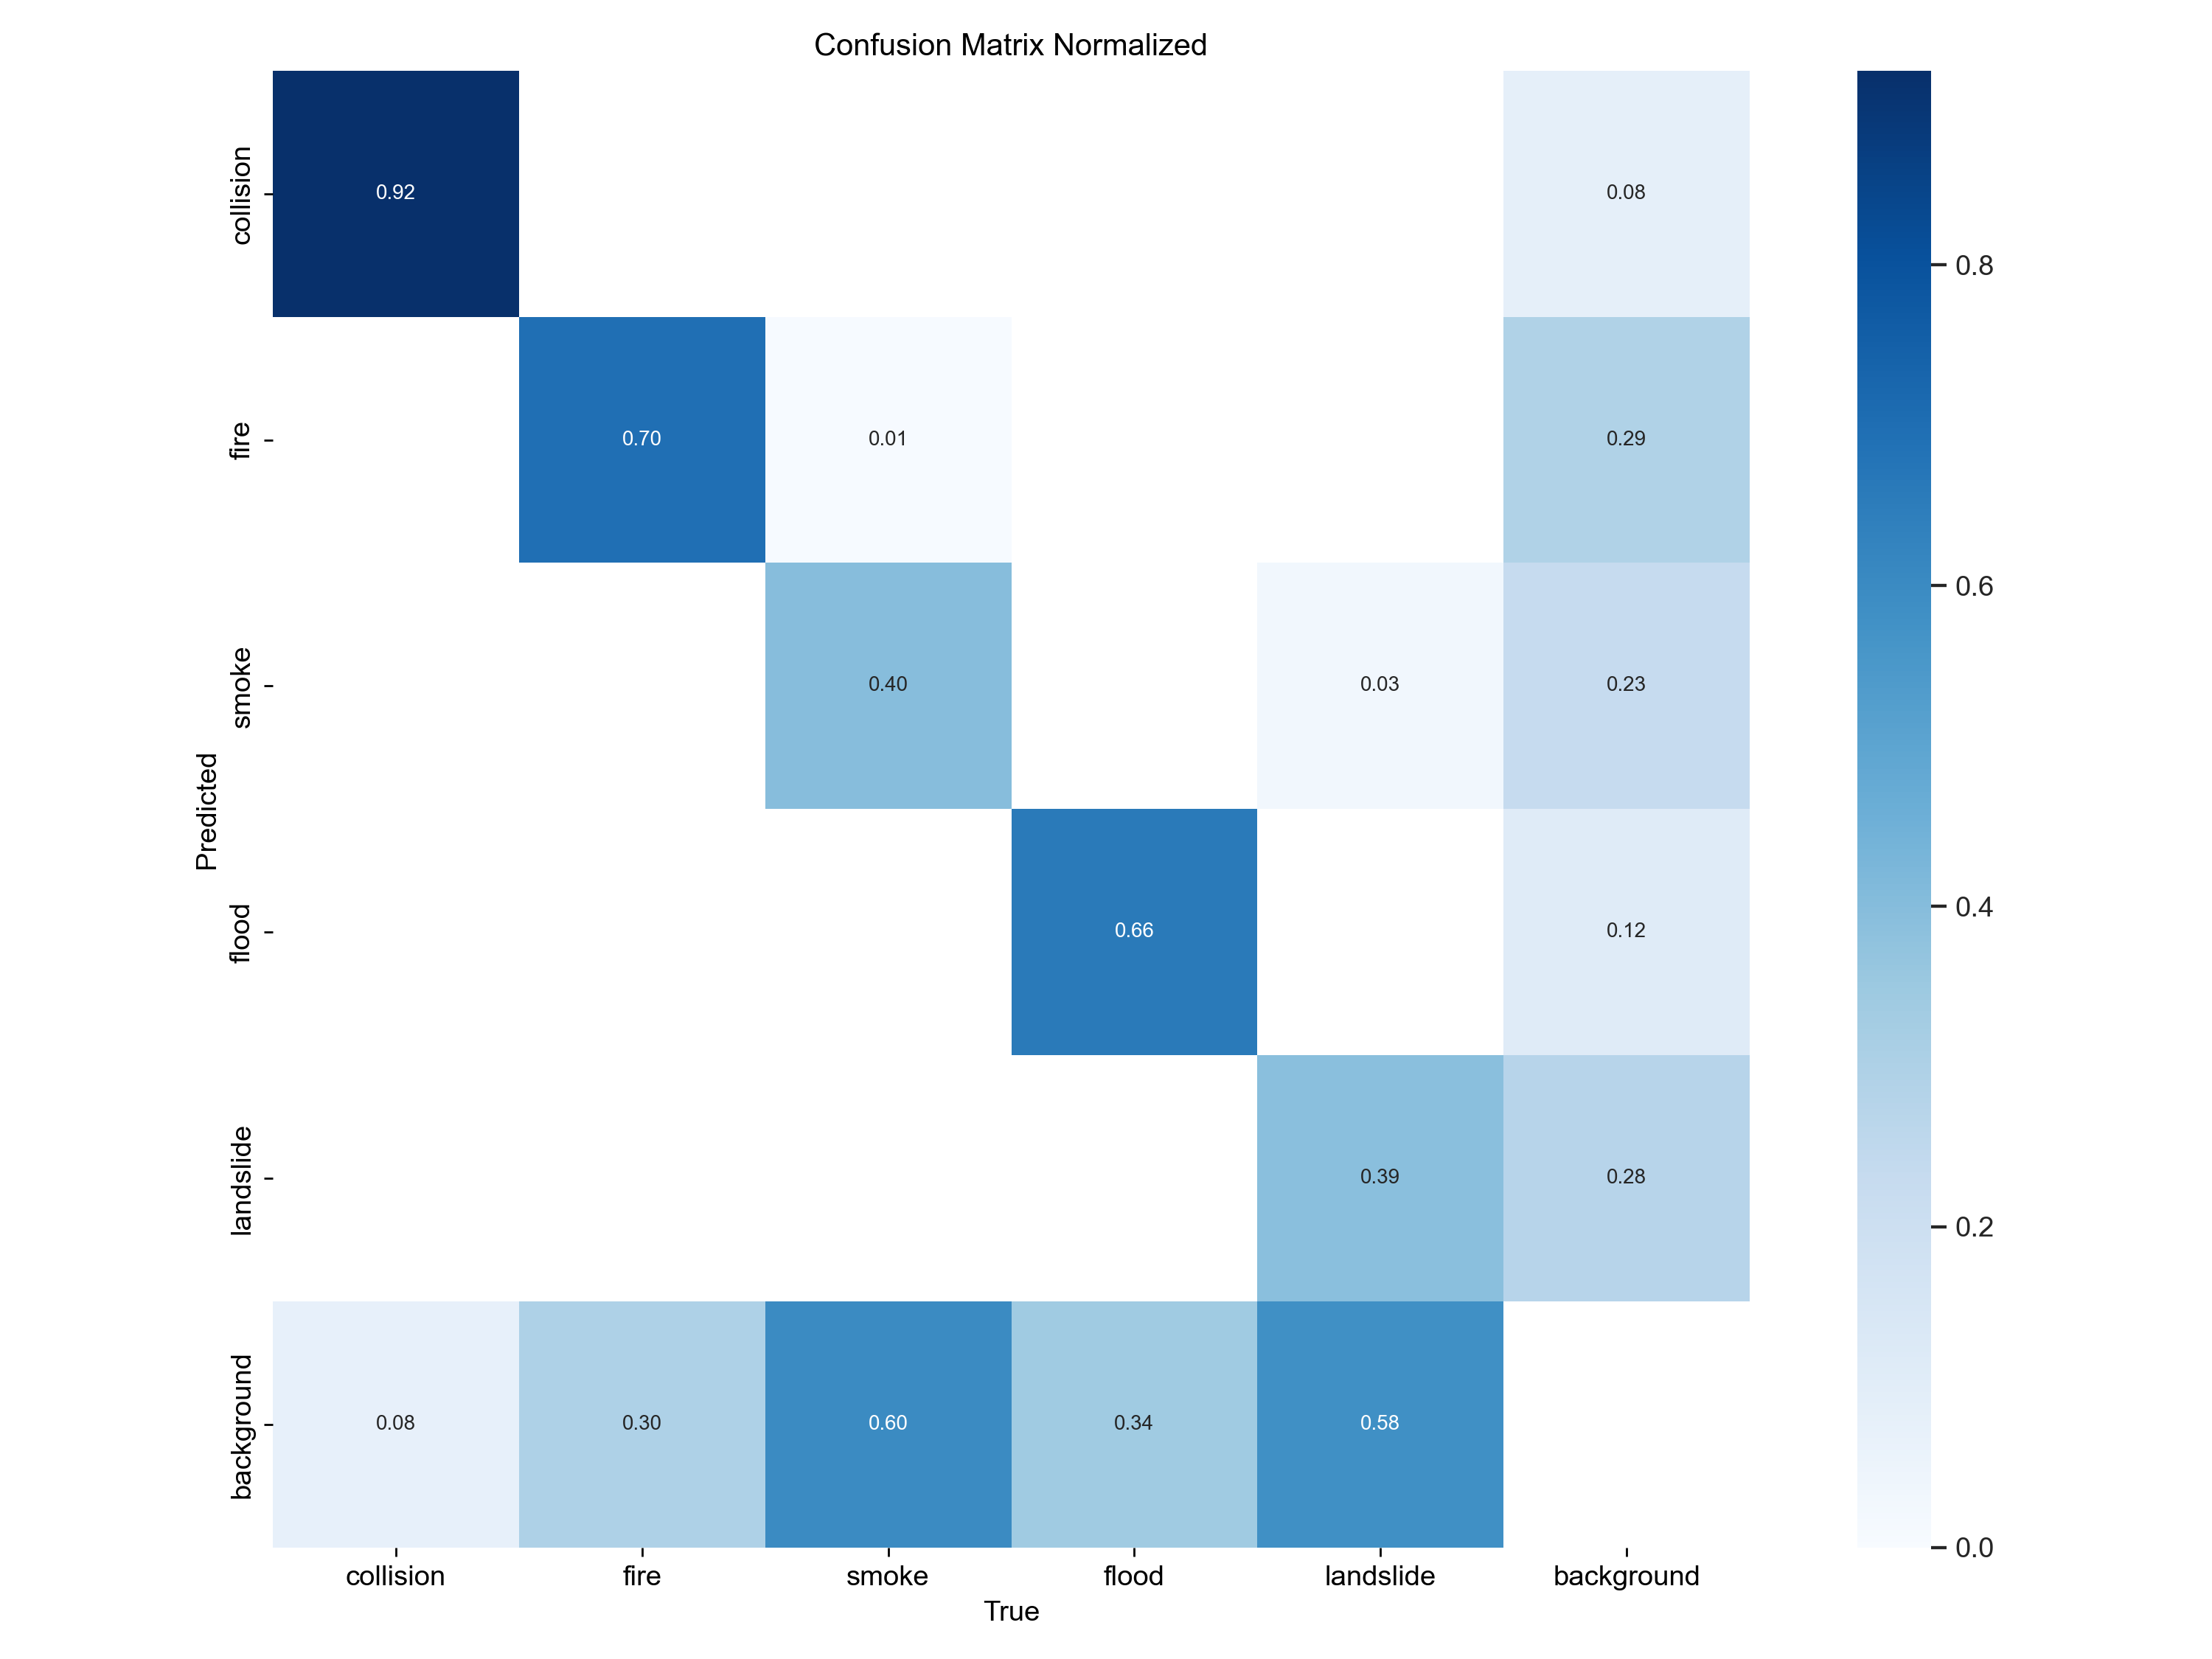 Confusion Matrix Normalized
collision
0.92
0.08
0.8
fire
0.70
0.01
0.29
0.6
smoke
0.40
0.03
0.23
Predicted
flood
0.66
0.12
0.4
landslide
0.39
0.28
0.2
background
0.08
0.30
0.60
0.34
0.58
0.0
collision fire smoke flood landslide background
True